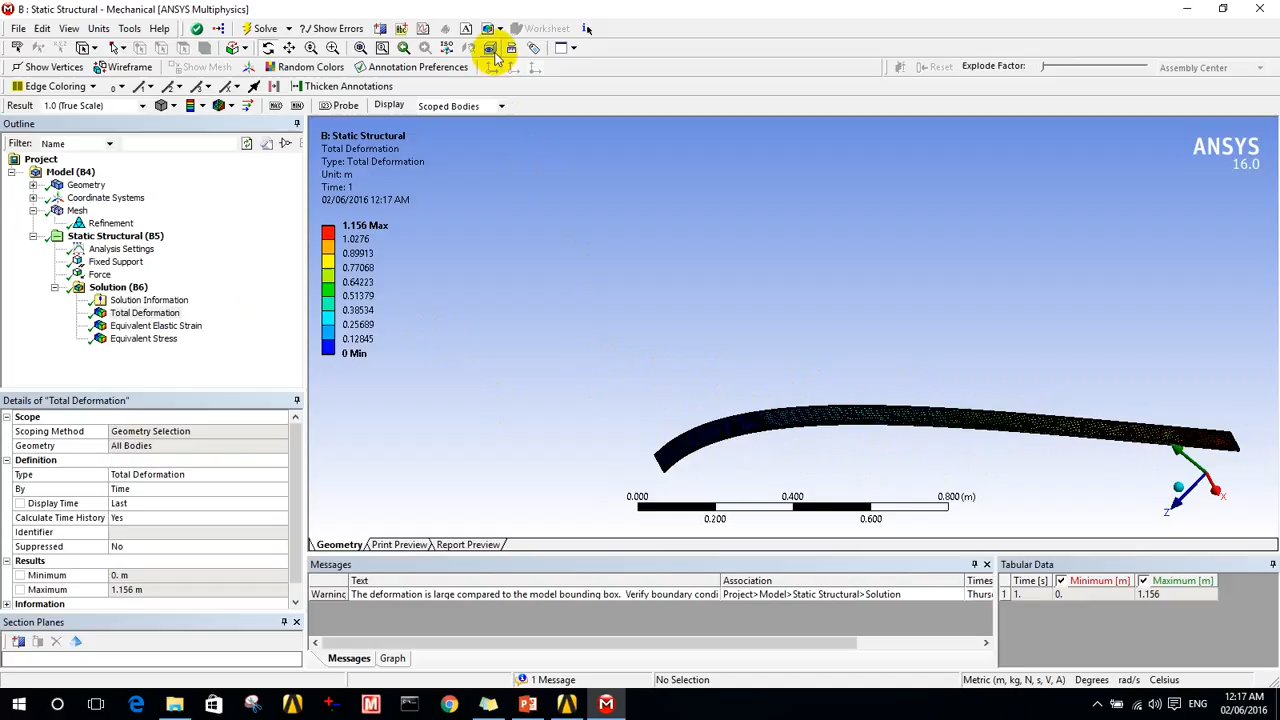 B : Static Structural - Mechanical [ANSYS Multiphysics]
File Edit View Units Tools Help Solve ?/ Show Errors Worksheet
ISO
Show Vertices Wireframe Show Mesh Random Colors Annotation Preferences Reset Explode Factor: Assembly Center
Edge Coloring Thicken Annotations
Result 1.0 (True Scale) Probe Display Scoped Bodies
Outline
Filter: Name
Project
Model (B4)
Geometry
Coordinate Systems
Mesh
Refinement
Static Structural (B5)
Analysis Settings
Fixed Support
Force
Solution (B6)
Solution Information
Total Deformation
Equivalent Elastic Strain
Equivalent Stress
Details of "Total Deformation"
Scope
Scoping Method Geometry Selection
Geometry All Bodies
Definition
Type Total Deformation
By Time
Display Time Last
Calculate Time History Yes
Identifier
Suppressed No
Results
Minimum 0. m
Maximum 1.156 m
Information
Section Planes
B: Static Structural
Total Deformation
Type: Total Deformation
Unit: m
Time: 1
02/06/2016 12:17 AM
1.156 Max
1.0276
0.89913
0.77068
0.64223
0.51379
0.38534
0.25689
0.12845
0 Min
ANSYS
16.0
X
Z
0.000 0.400 0.800 (m)
0.200 0.600
Geometry Print Preview Report Preview
Messages
Text Association Times
Warning The deformation is large compared to the model bounding box. Verify boundary condi Project>Model>Static Structural>Solution Thurs
Messages Graph
Tabular Data
Time [s] Minimum [m] Maximum [m]
1 1. 0. 1.156
1 Message No Selection Metric (m, kg, N, s, V, A) Degrees rad/s Celsius
ENG 12:17 AM
02/06/2016